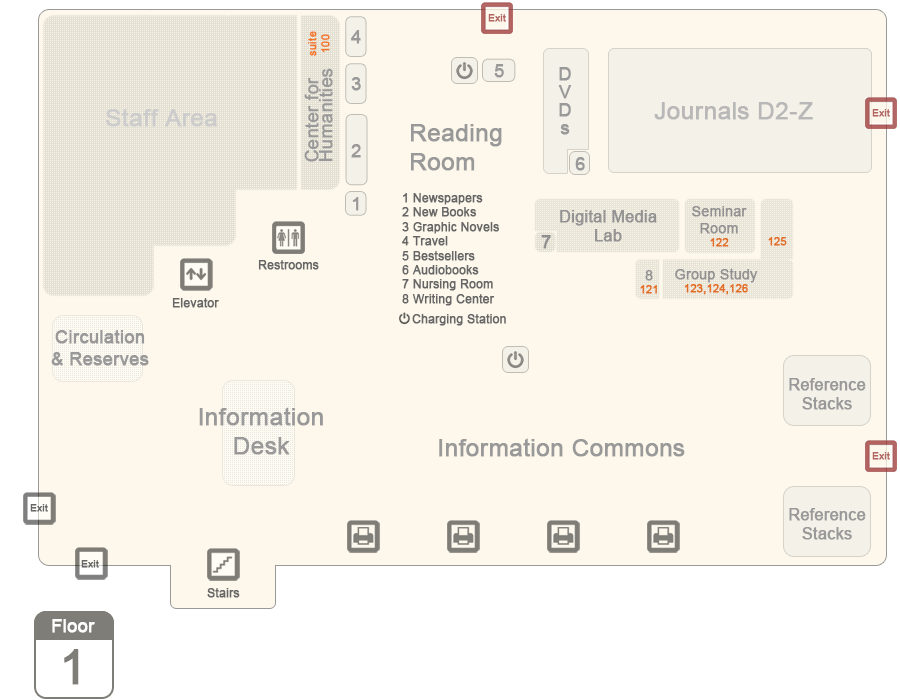 Exit
suite
100
Staff Area
Center for
Humanities
4
3
2
1
5
DVDs
6
Journals D2-Z
Exit
Reading
Room
1 Newspapers
2 New Books
3 Graphic Novels
4 Travel
5 Bestsellers
6 Audiobooks
7 Nursing Room
8 Writing Center
Charging Station
Digital Media
Lab
7
Seminar
Room
122
125
8
121
Group Study
123,124,126
Restrooms
Elevator
Circulation
& Reserves
Information
Desk
Information Commons
Reference
Stacks
Exit
Reference
Stacks
Exit
Exit
Stairs
Floor
1